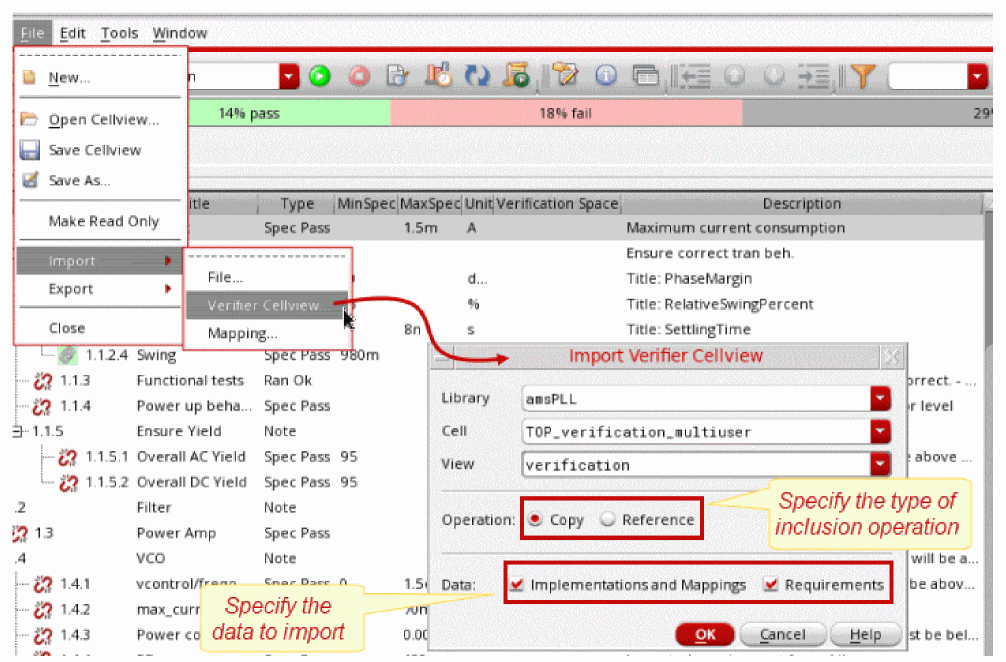 File Edit Tools Window
New...
n
Open Cellview...
14% pass 18% fail 29
Save Cellview
Save As...
itle Type MinSpec MaxSpec Unit Verification Space Description
Make Read Only
Spec Pass 1.5m A Maximum current consumption
Ensure correct tran beh.
Import
File...
d... Title: PhaseMargin
Export
Verifier Cellview...
% Title: RelativeSwingPercent
Close
Mapping...
8n s Title: SettlingTime
1.1.2.4 Swing Spec Pass 980m
Import Verifier Cellview
1.1.3 Functional tests Ran Ok
orrect. - ...
Library amsPLL
1.1.4 Power up beha... Spec Pass
r level
1.1.5 Ensure Yield Note
Cell TOP_verification_multiuser
1.1.5.1 Overall AC Yield Spec Pass 95
above ...
View verification
1.1.5.2 Overall DC Yield Spec Pass 95
.2 Filter Note
Specify the type of
inclusion operation
Operation: Copy Reference
1.3 Power Amp Spec Pass
.4 VCO Note
will be a...
1.4.1 vcontrol/freqo Spec Pass 0 1.5
Data: Implementations and Mappings Requirements
be abov...
Specify the
data to import
1.4.2 max_curr
1.4.3 Power co 0.00
OK Cancel Help
st be bel...